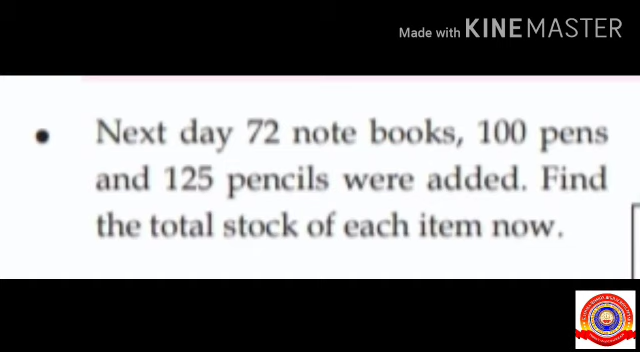 Made with KINEMASTER
• Next day 72 note books, 100 pens
and 125 pencils were added. Find
the total stock of each item now.